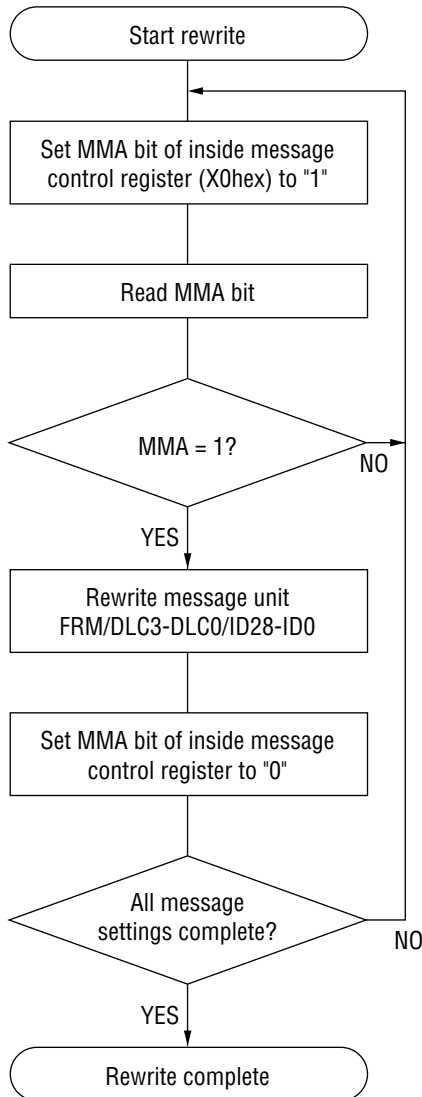 Start rewrite
Set MMA bit of inside message
control register (X0hex) to "1"
Read MMA bit
MMA = 1?
NO
YES
Rewrite message unit
FRM/DLC3-DLC0/ID28-ID0
Set MMA bit of inside message
control register to "0"
All message
settings complete?
NO
YES
Rewrite complete